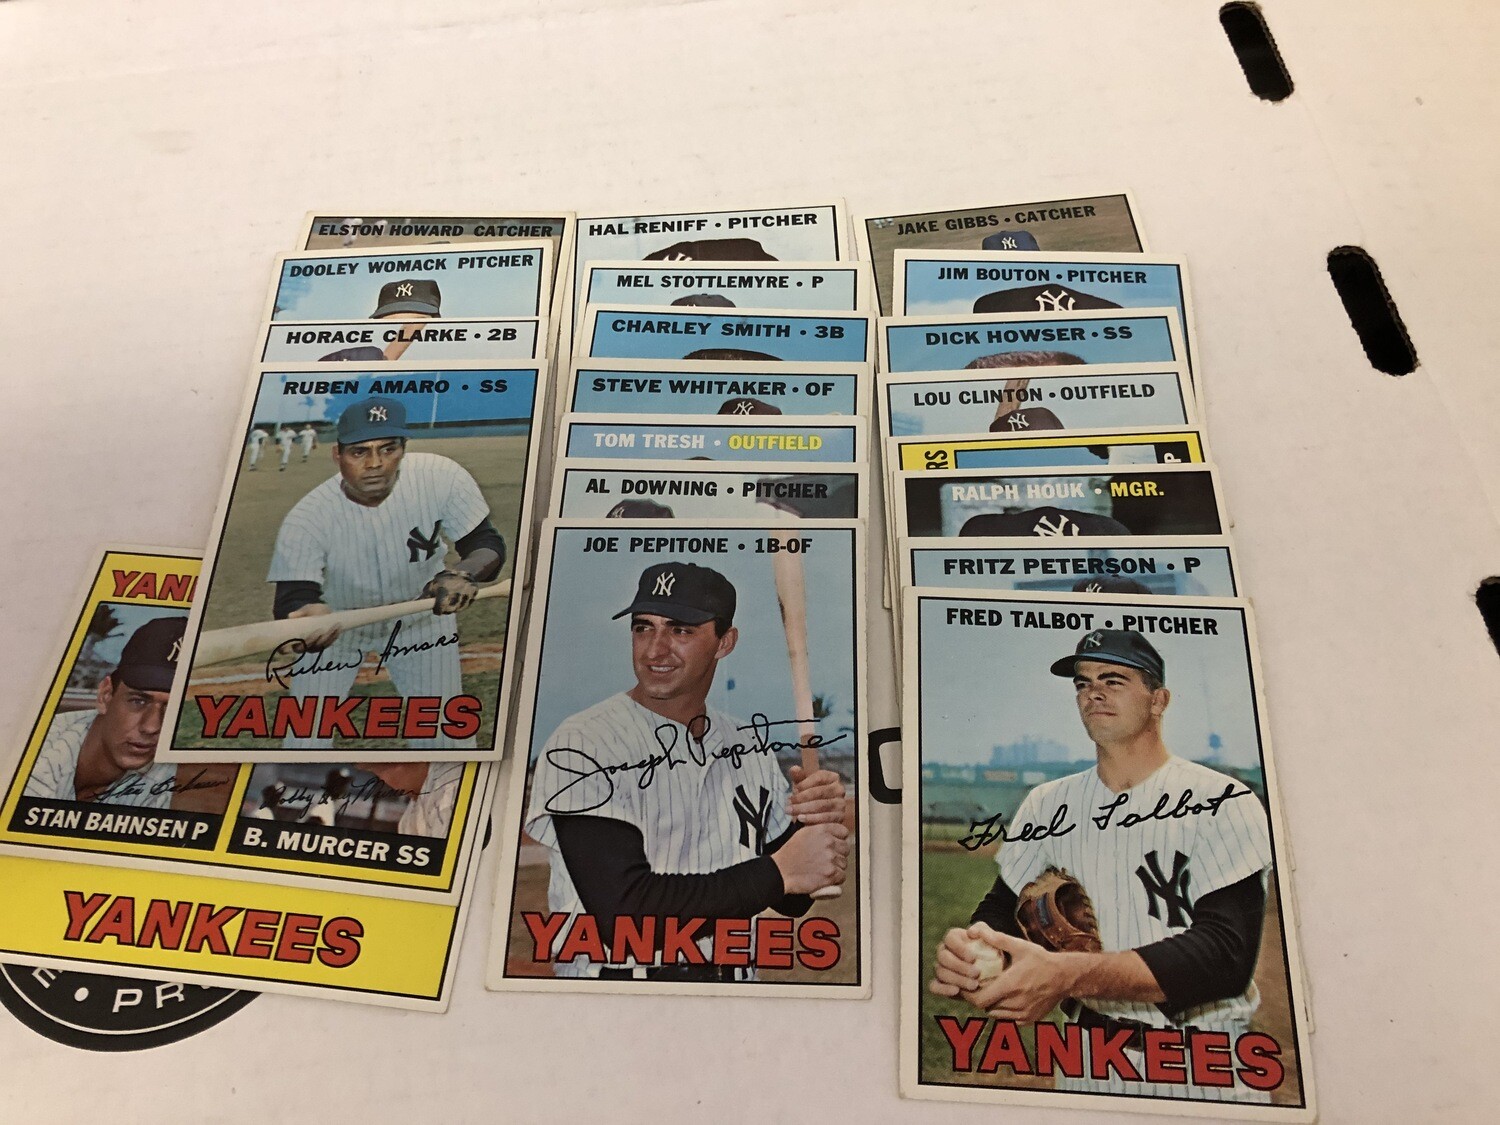 ELSTON HOWARD CATCHER
DOOLEY WOMACK PITCHER
HORACE CLARKE • 2B
RUBEN AMARO • SS
Ruben Amaro
YANKEES
YAN
STAN BAHNSEN P
B. MURCER SS
YANKEES
HAL RENIFF • PITCHER
MEL STOTTLEMYRE • P
CHARLEY SMITH • 3B
STEVE WHITAKER • OF
TOM TRESH • OUTFIELD
AL DOWNING • PITCHER
JOE PEPITONE • 1B-OF
Joseph Pepitone
YANKEES
JAKE GIBBS • CATCHER
JIM BOUTON • PITCHER
DICK HOWSER • SS
LOU CLINTON • OUTFIELD
RS
P
RALPH HOUK • MGR.
FRITZ PETERSON • P
FRED TALBOT • PITCHER
Fred Talbot
YANKEES
• PR